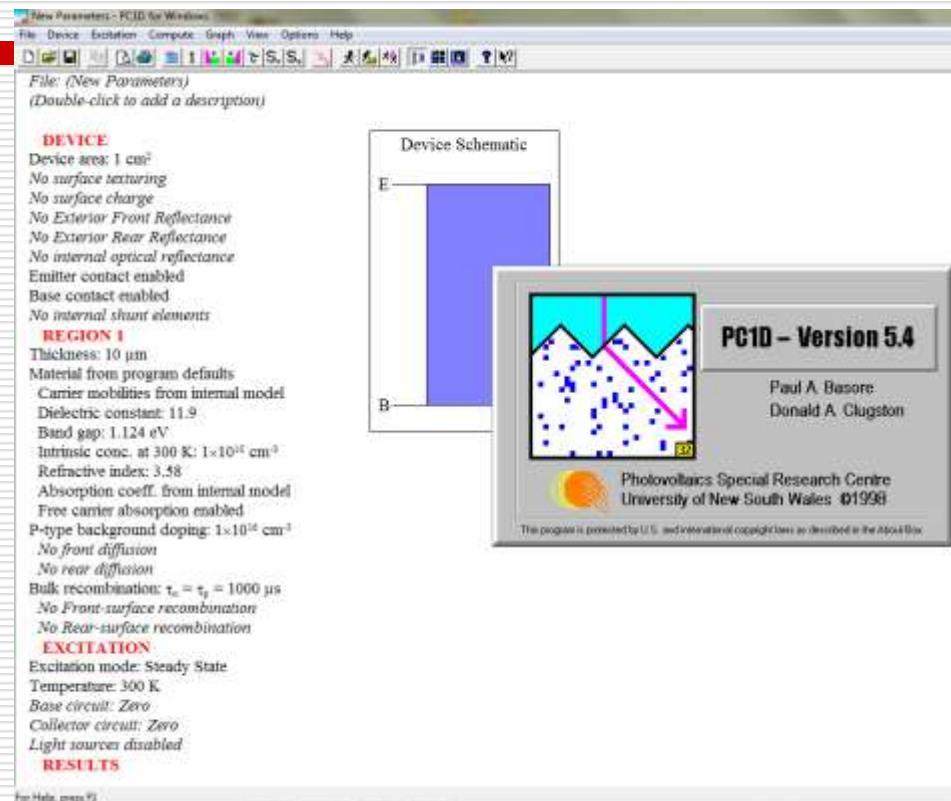 New Parameters - PC1D for Windows
File Device Excitation Compute Graph View Options Help
File: (New Parameters)
(Double-click to add a description)
DEVICE
Device area: 1 cm²
No surface texturing
No surface charge
No Exterior Front Reflectance
No Exterior Rear Reflectance
No internal optical reflectance
Emitter contact enabled
Base contact enabled
No internal shunt elements
REGION 1
Thickness: 10 µm
Material from program defaults
Carrier mobilities from internal model
Dielectric constant: 11.9
Band gap: 1.124 eV
Intrinsic conc. at 300 K: 1×10¹⁰ cm⁻³
Refractive index: 3.58
Absorption coeff. from internal model
Free carrier absorption enabled
P-type background doping: 1×10¹⁶ cm⁻³
No front diffusion
No rear diffusion
Bulk recombination: τₙ = τₚ = 1000 µs
No Front-surface recombination
No Rear-surface recombination
EXCITATION
Excitation mode: Steady State
Temperature: 300 K
Base circuit: Zero
Collector circuit: Zero
Light sources disabled
RESULTS
For Help, press F1
Device Schematic
E
B
PC1D – Version 5.4
Paul A. Basore
Donald A. Clugston
32
Photovoltaics Special Research Centre
University of New South Wales ©1998
This program is protected by U.S. and international copyright laws as described in the About Box.